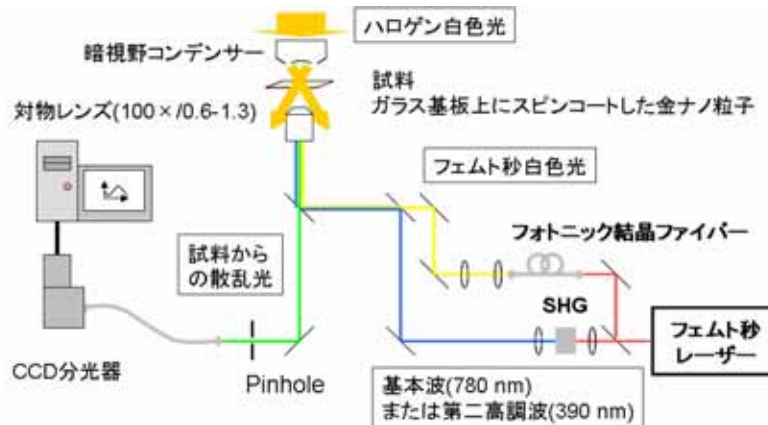 ハロゲン白色光
暗視野コンデンサー
試料
ガラス基板上にスピンコートした金ナノ粒子
対物レンズ(100×/0.6-1.3)
フェムト秒白色光
フォトニック結晶ファイバー
試料から
の散乱光
SHG
フェムト秒
レーザー
CCD分光器
Pinhole
基本波(780 nm)
または第二高調波(390 nm)